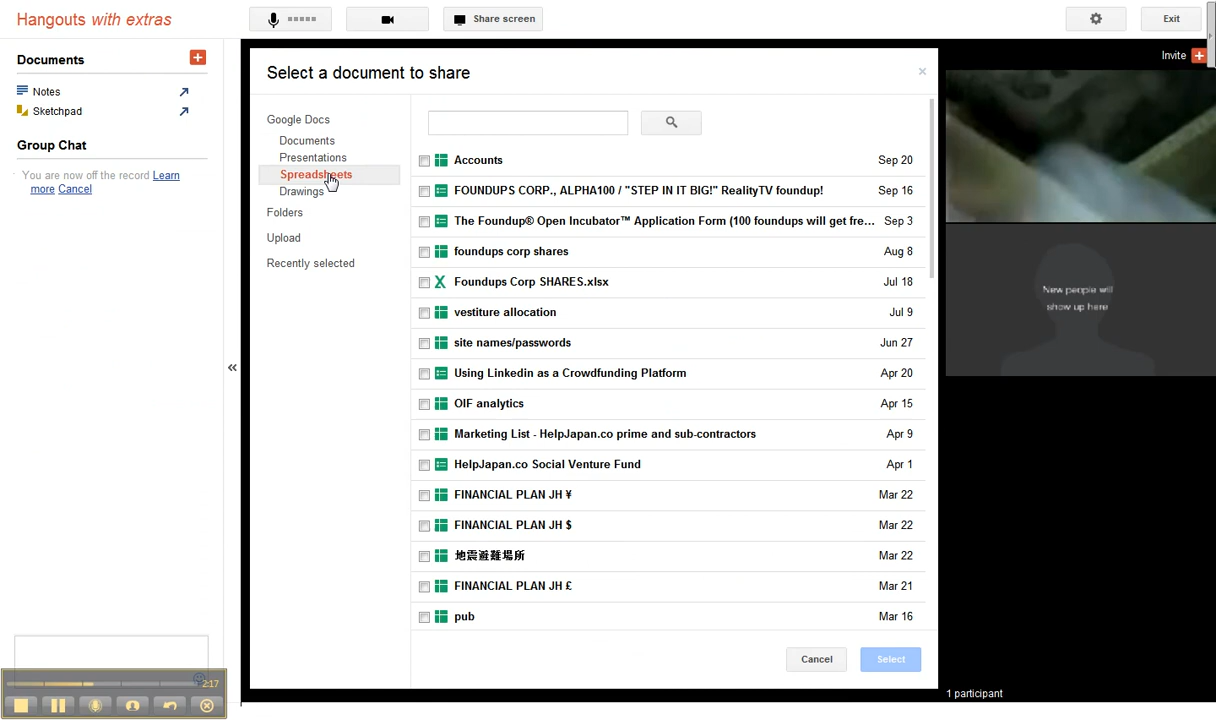 Hangouts with extras
Share screen
Exit
Documents
Notes
Sketchpad
Group Chat
You are now off the record Learn
more Cancel
2:17
Select a document to share
Google Docs
Documents
Presentations
Spreadsheets
Drawings
Folders
Upload
Recently selected
Accounts Sep 20
FOUNDUPS CORP., ALPHA100 / "STEP IN IT BIG!" RealityTV foundup! Sep 16
The Foundup® Open Incubator™ Application Form (100 foundups will get fre... Sep 3
foundups corp shares Aug 8
Foundups Corp SHARES.xlsx Jul 18
vestiture allocation Jul 9
site names/passwords Jun 27
Using Linkedin as a Crowdfunding Platform Apr 20
OIF analytics Apr 15
Marketing List - HelpJapan.co prime and sub-contractors Apr 9
HelpJapan.co Social Venture Fund Apr 1
FINANCIAL PLAN JH ¥ Mar 22
FINANCIAL PLAN JH $ Mar 22
地震避難場所 Mar 22
FINANCIAL PLAN JH £ Mar 21
pub Mar 16
Cancel
Select
Invite
New people will
show up here
1 participant